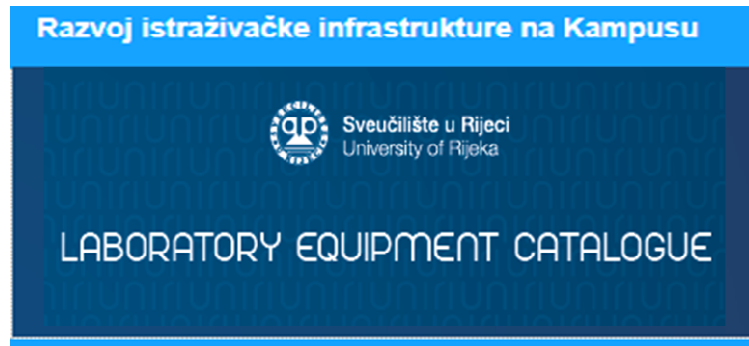 Razvoj istraživačke infrastrukture na Kampusu
Sveučilište u Rijeci
University of Rijeka
LABORATORY EQUIPMENT CATALOGUE